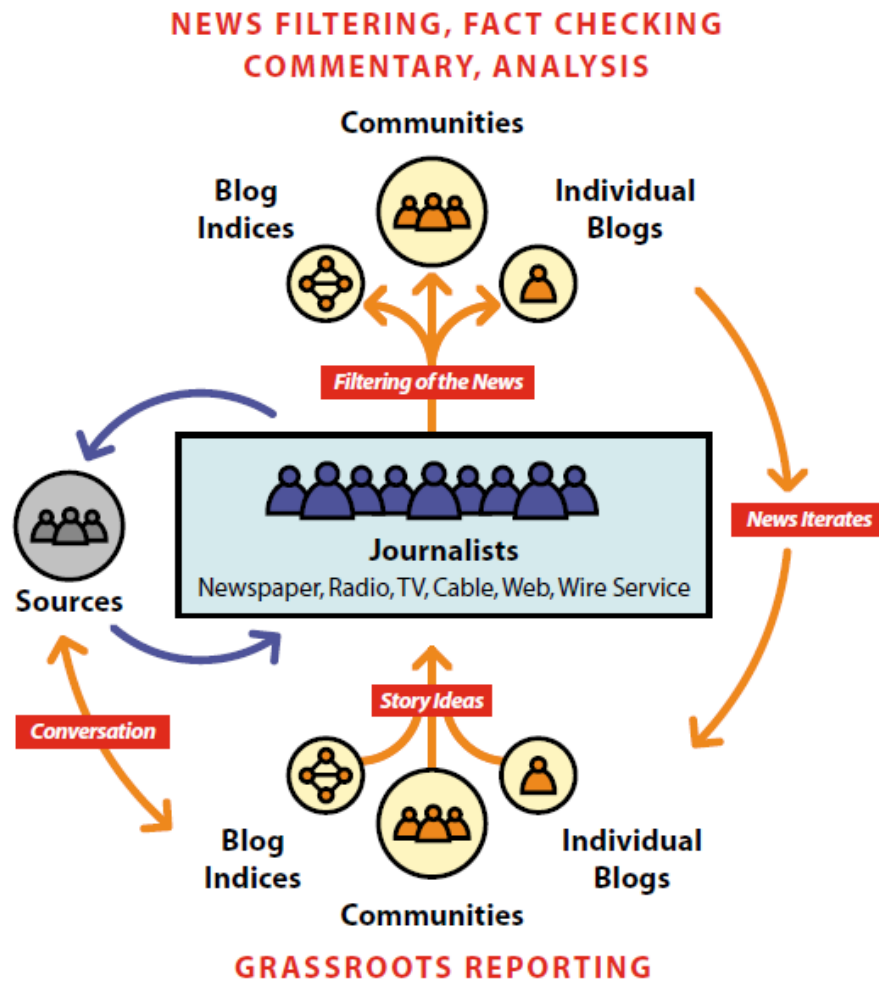 NEWS FILTERING, FACT CHECKING
COMMENTARY, ANALYSIS
Communities
Blog
Indices
Individual
Blogs
Filtering of the News
News Iterates
Journalists
Newspaper, Radio, TV, Cable, Web, Wire Service
Sources
Story Ideas
Conversation
Blog
Indices
Individual
Blogs
Communities
GRASSROOTS REPORTING